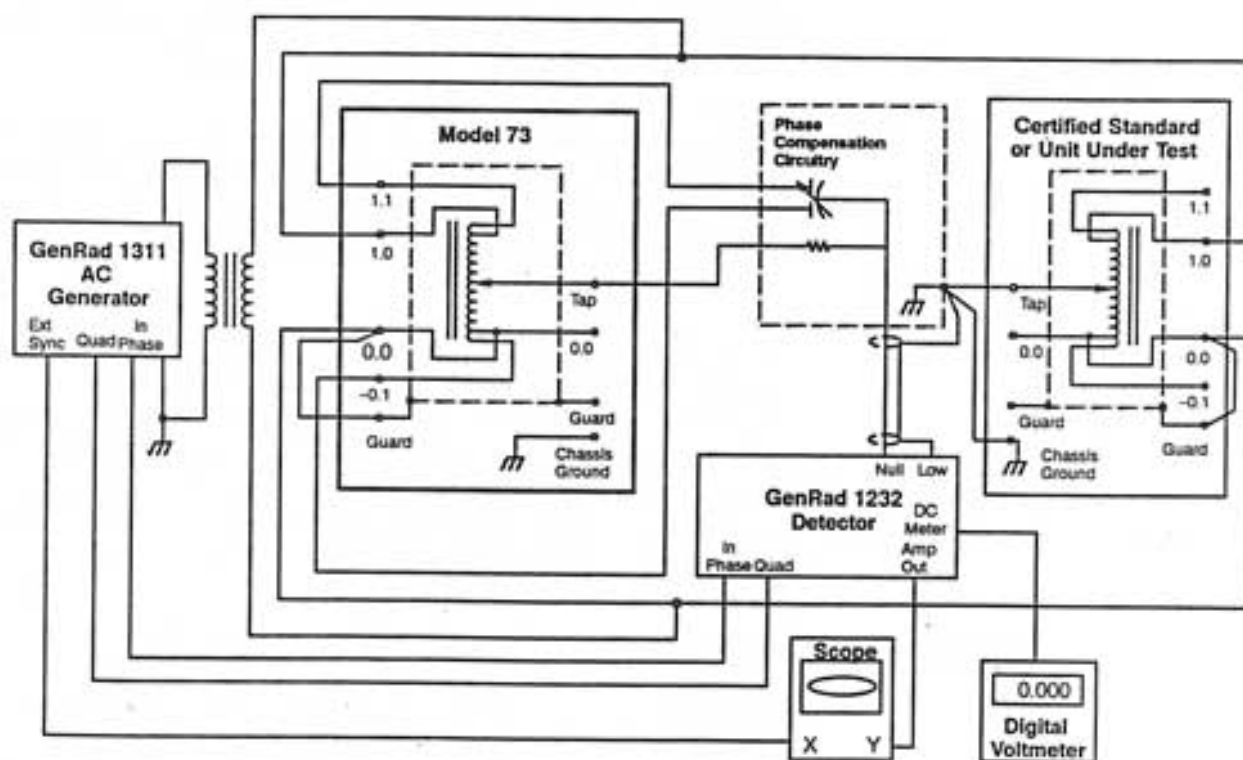 Model 73
1.1
1.0
Tap
0.0
0.0
–0.1
Guard
Guard
Chassis
Ground
GenRad 1311
AC
Generator
Ext
Sync
Quad
In
Phase
Phase
Compensation
Circuitry
Certified Standard
or Unit Under Test
1.1
1.0
Tap
0.0
0.0
–0.1
Guard
Guard
Chassis
Ground
Null
Low
GenRad 1232
Detector
DC
Meter
Amp
Out
In
Phase
Quad
Scope
X
Y
0.000
Digital
Voltmeter